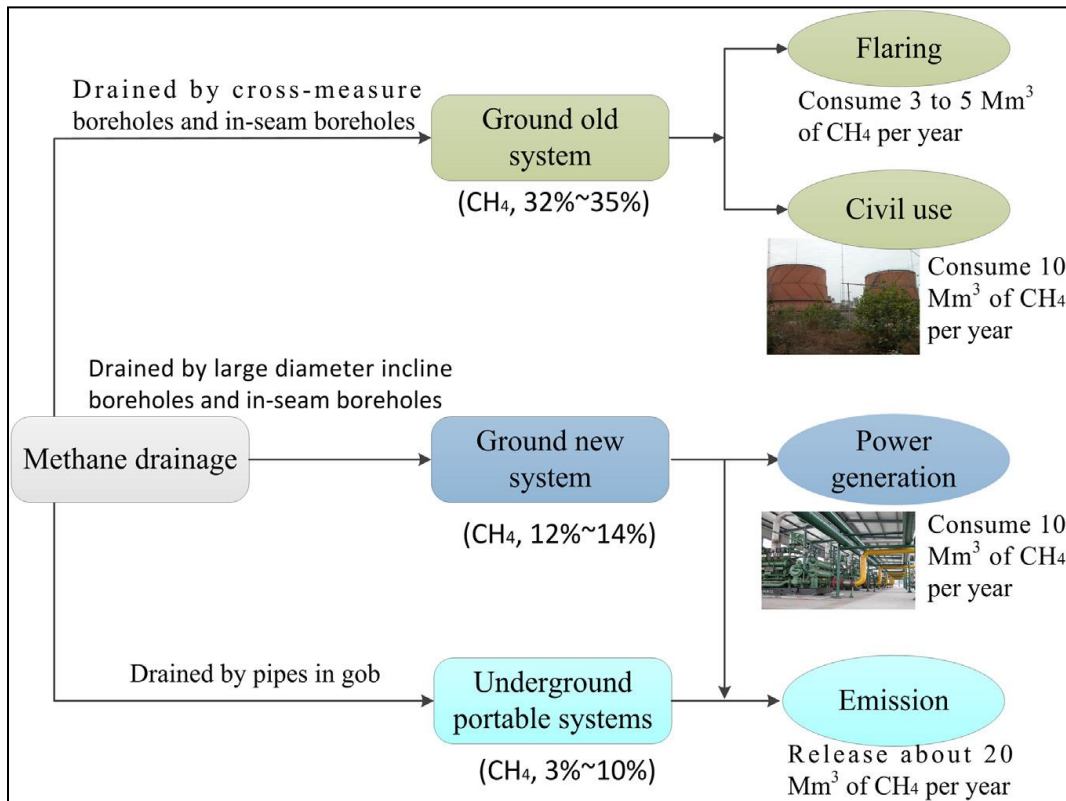 Drained by cross-measure
boreholes and in-seam boreholes
Ground old
system
(CH₄, 32%~35%)
Flaring
Consume 3 to 5 Mm³
of CH₄ per year
Civil use
Consume 10
Mm³ of CH₄
per year
Drained by large diameter incline
boreholes and in-seam boreholes
Methane drainage
Ground new
system
(CH₄, 12%~14%)
Power
generation
Consume 10
Mm³ of CH₄
per year
Drained by pipes in gob
Underground
portable systems
(CH₄, 3%~10%)
Emission
Release about 20
Mm³ of CH₄ per year